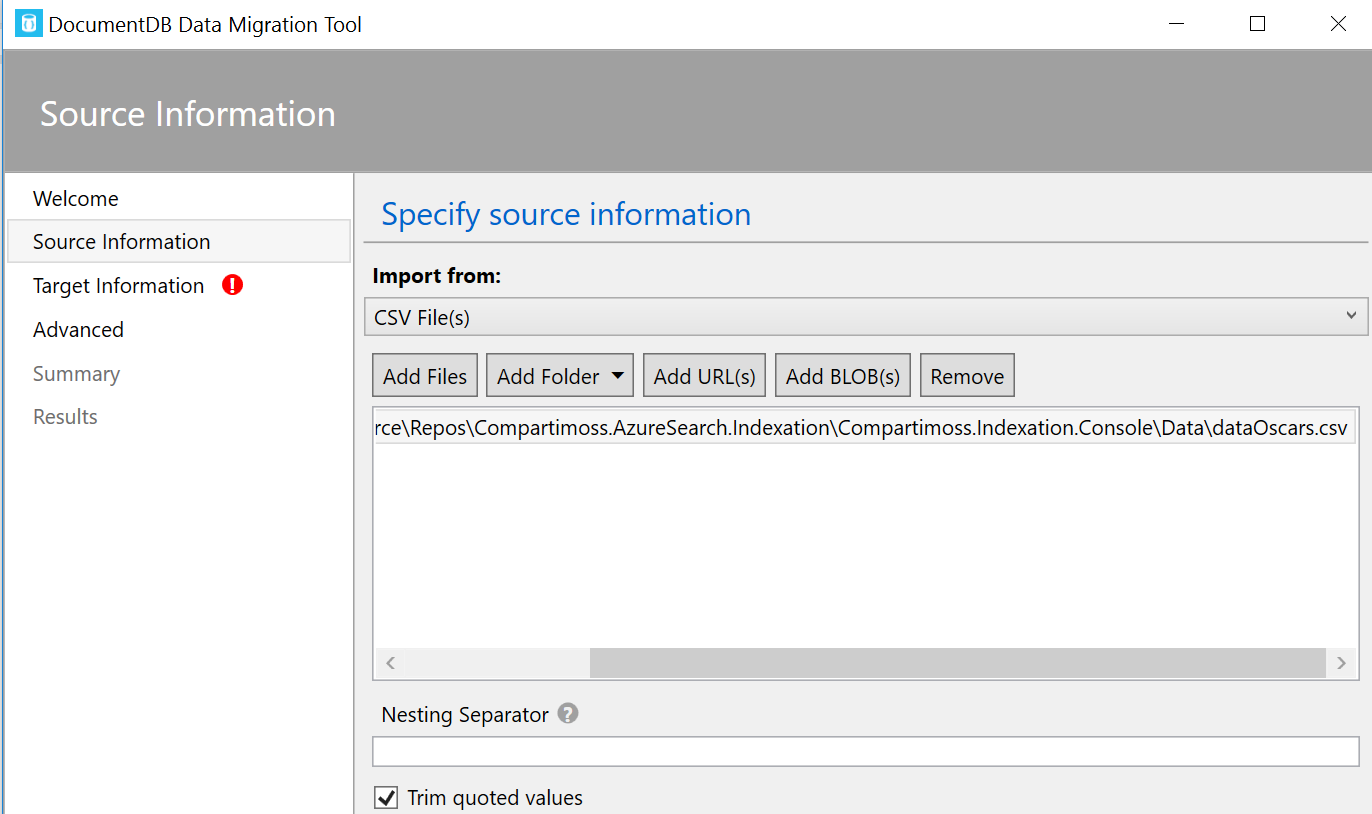 DocumentDB Data Migration Tool
Source Information
Welcome
Source Information
Target Information
Advanced
Summary
Results
Specify source information
Import from:
CSV File(s)
Add Files Add Folder Add URL(s) Add BLOB(s) Remove
rce\Repos\Compartimoss.AzureSearch.Indexation\Compartimoss.Indexation.Console\Data\dataOscars.csv
Nesting Separator
Trim quoted values